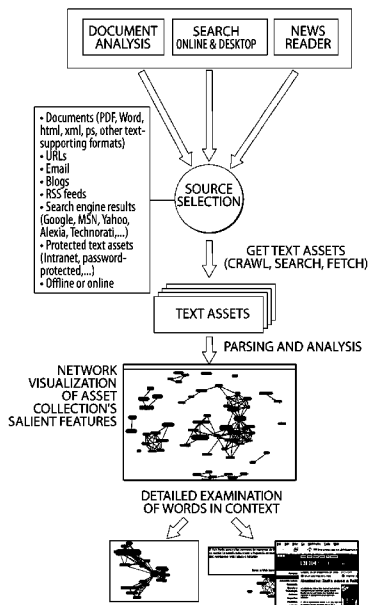 DOCUMENT
ANALYSIS
SEARCH
ONLINE & DESKTOP
NEWS
READER
• Documents (PDF, Word,
html, xml, ps, other text-
supporting formats)
• URLs
• Email
• Blogs
• RSS feeds
• Search engine results
(Google, MSN, Yahoo,
Alexia, Technorati,...)
• Protected text assets
(Intranet, password-
protected,...)
• Offline or online
SOURCE
SELECTION
GET TEXT ASSETS
(CRAWL, SEARCH, FETCH)
TEXT ASSETS
PARSING AND ANALYSIS
NETWORK
VISUALIZATION
OF ASSET
COLLECTION'S
SALIENT FEATURES
DETAILED EXAMINATION
OF WORDS IN CONTEXT